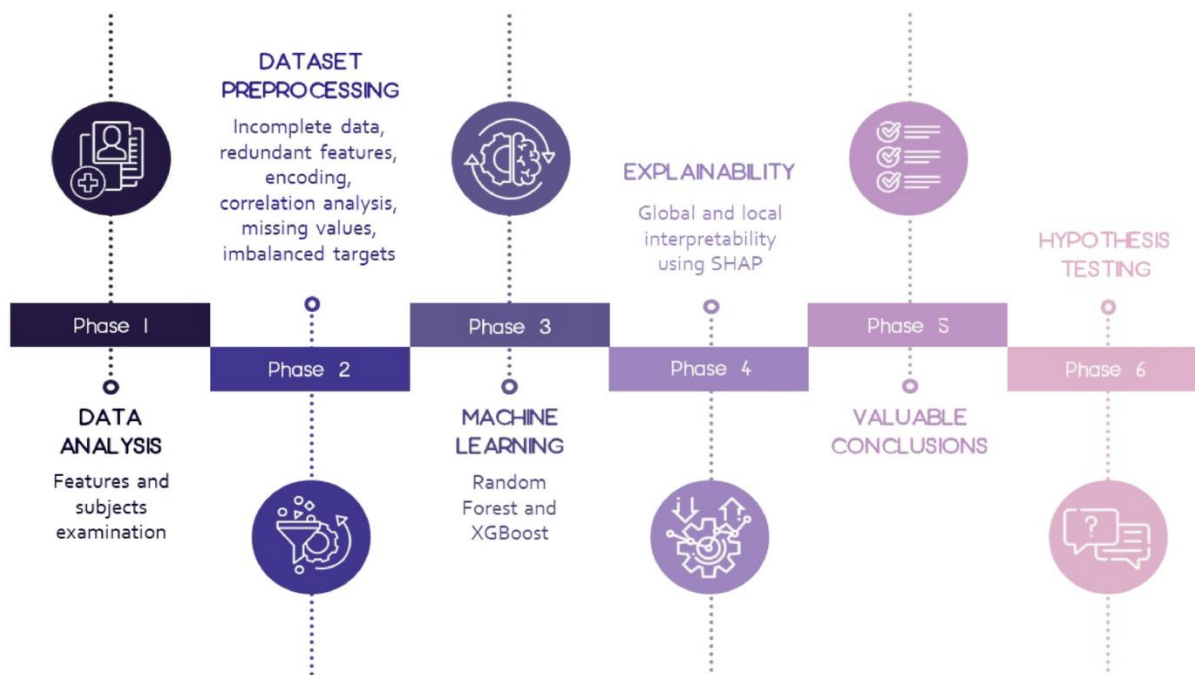 Phase 1
DATA
ANALYSIS
Features and
subjects
examination
DATASET
PREPROCESSING
Incomplete data,
redundant features,
encoding,
correlation analysis,
missing values,
imbalanced targets
Phase 2
Phase 3
MACHINE
LEARNING
Random
Forest and
XGBoost
EXPLAINABILITY
Global and local
interpretability
using SHAP
Phase 4
Phase 5
VALUABLE
CONCLUSIONS
HYPOTHESIS
TESTING
Phase 6
?